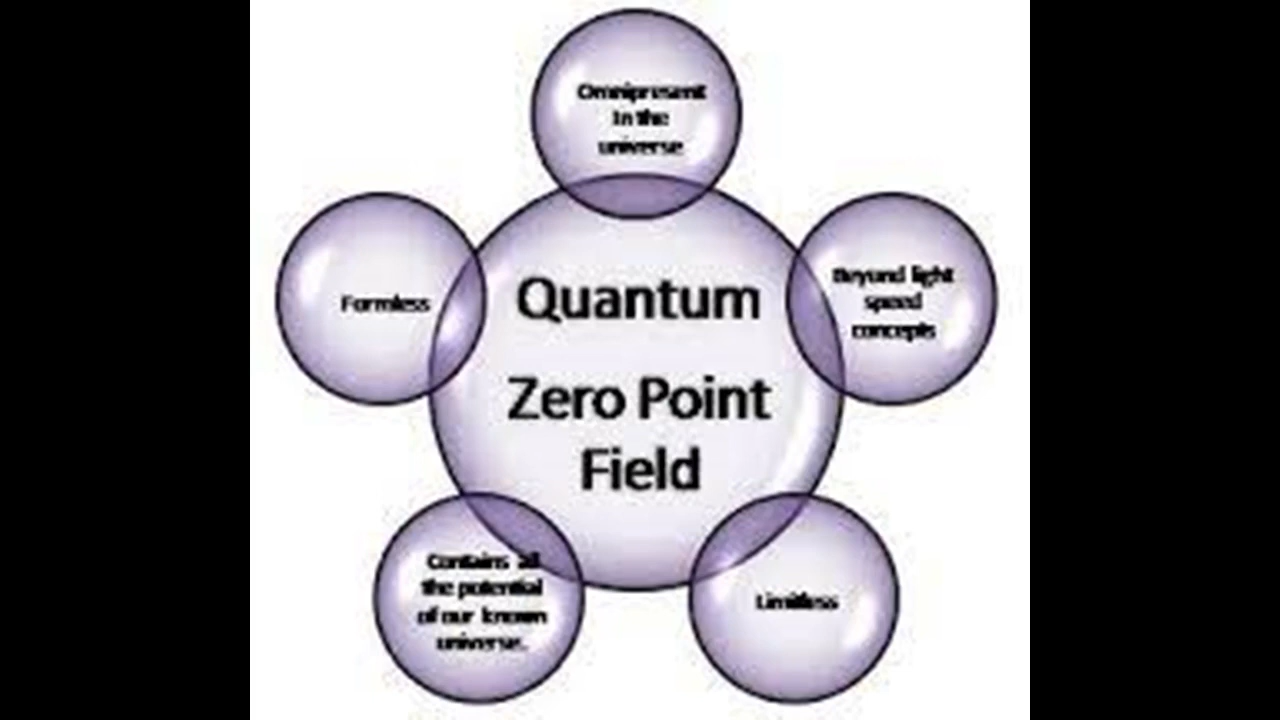 Omnipresent
In the
universe
Formless
Beyond light
speed
concepts
Quantum
Zero Point
Field
Contains all
the potential
of our known
universe.
Limitless